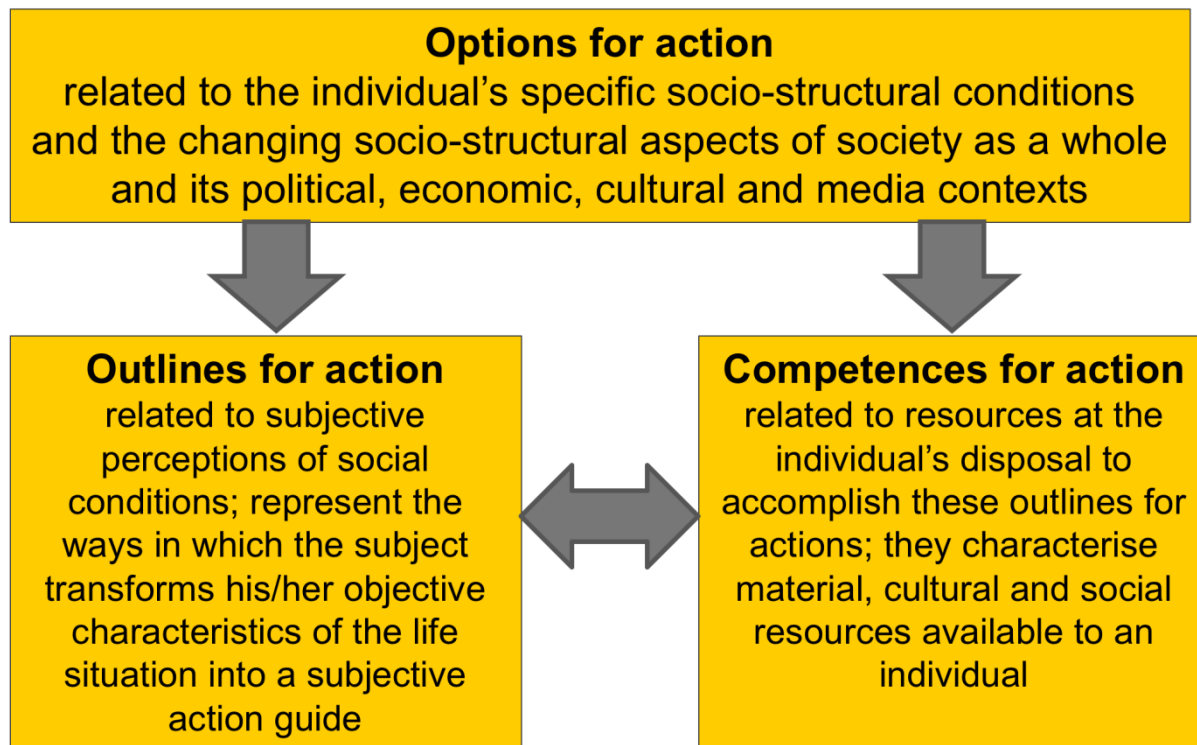 Options for action
related to the individual’s specific socio-structural conditions
and the changing socio-structural aspects of society as a whole
and its political, economic, cultural and media contexts
Outlines for action
related to subjective
perceptions of social
conditions; represent the
ways in which the subject
transforms his/her objective
characteristics of the life
situation into a subjective
action guide
Competences for action
related to resources at the
individual’s disposal to
accomplish these outlines for
actions; they characterise
material, cultural and social
resources available to an
individual